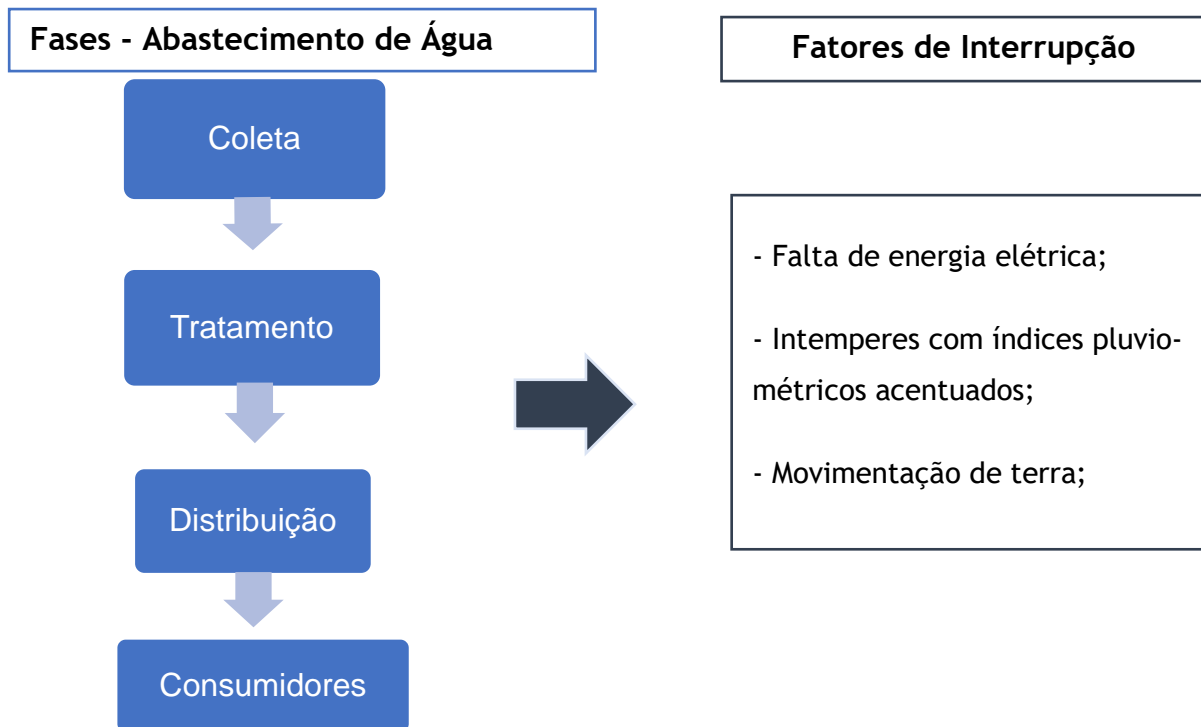 Fases - Abastecimento de Água
Coleta
Tratamento
Distribuição
Consumidores
Fatores de Interrupção
- Falta de energia elétrica;
- Intemperes com índices pluvio-
métricos acentuados;
- Movimentação de terra;